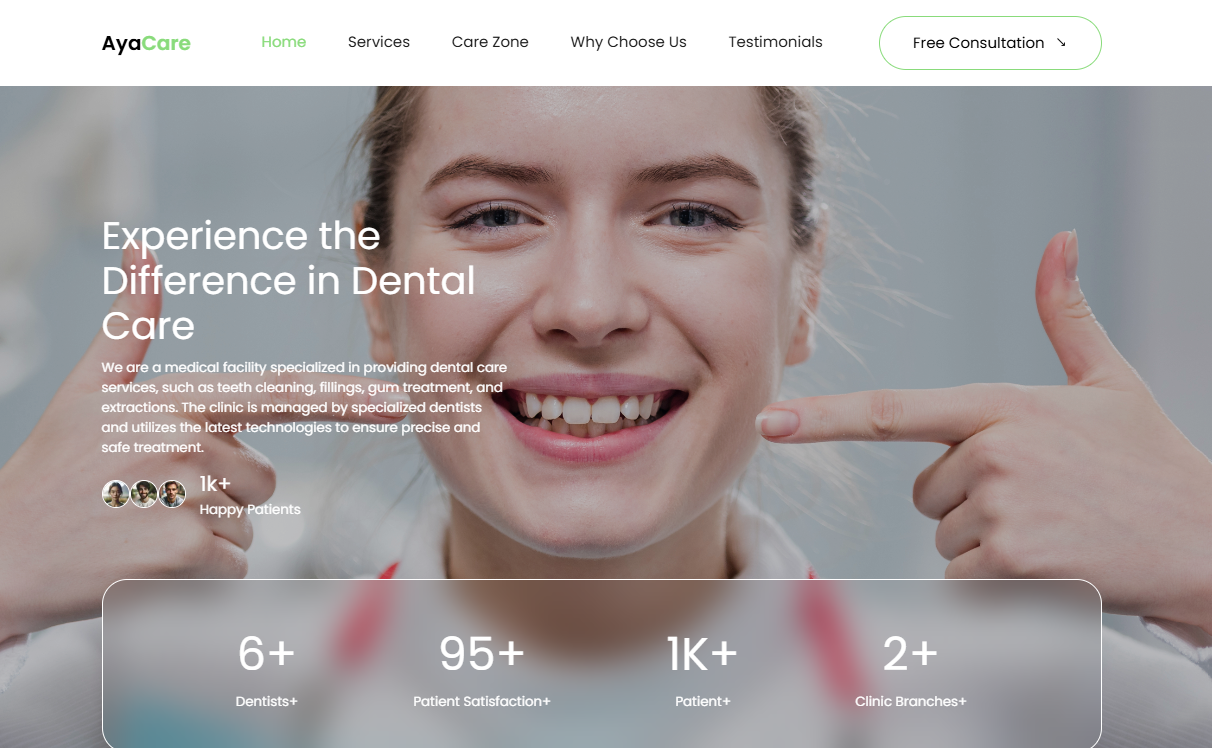 AyaCare
Home
Services
Care Zone
Why Choose Us
Testimonials
Free Consultation
Experience the
Difference in Dental
Care
We are a medical facility specialized in providing dental care
services, such as teeth cleaning, fillings, gum treatment, and
extractions. The clinic is managed by specialized dentists
and utilizes the latest technologies to ensure precise and
safe treatment.
1k+
Happy Patients
6+
Dentists+
95+
Patient Satisfaction+
1K+
Patient+
2+
Clinic Branches+